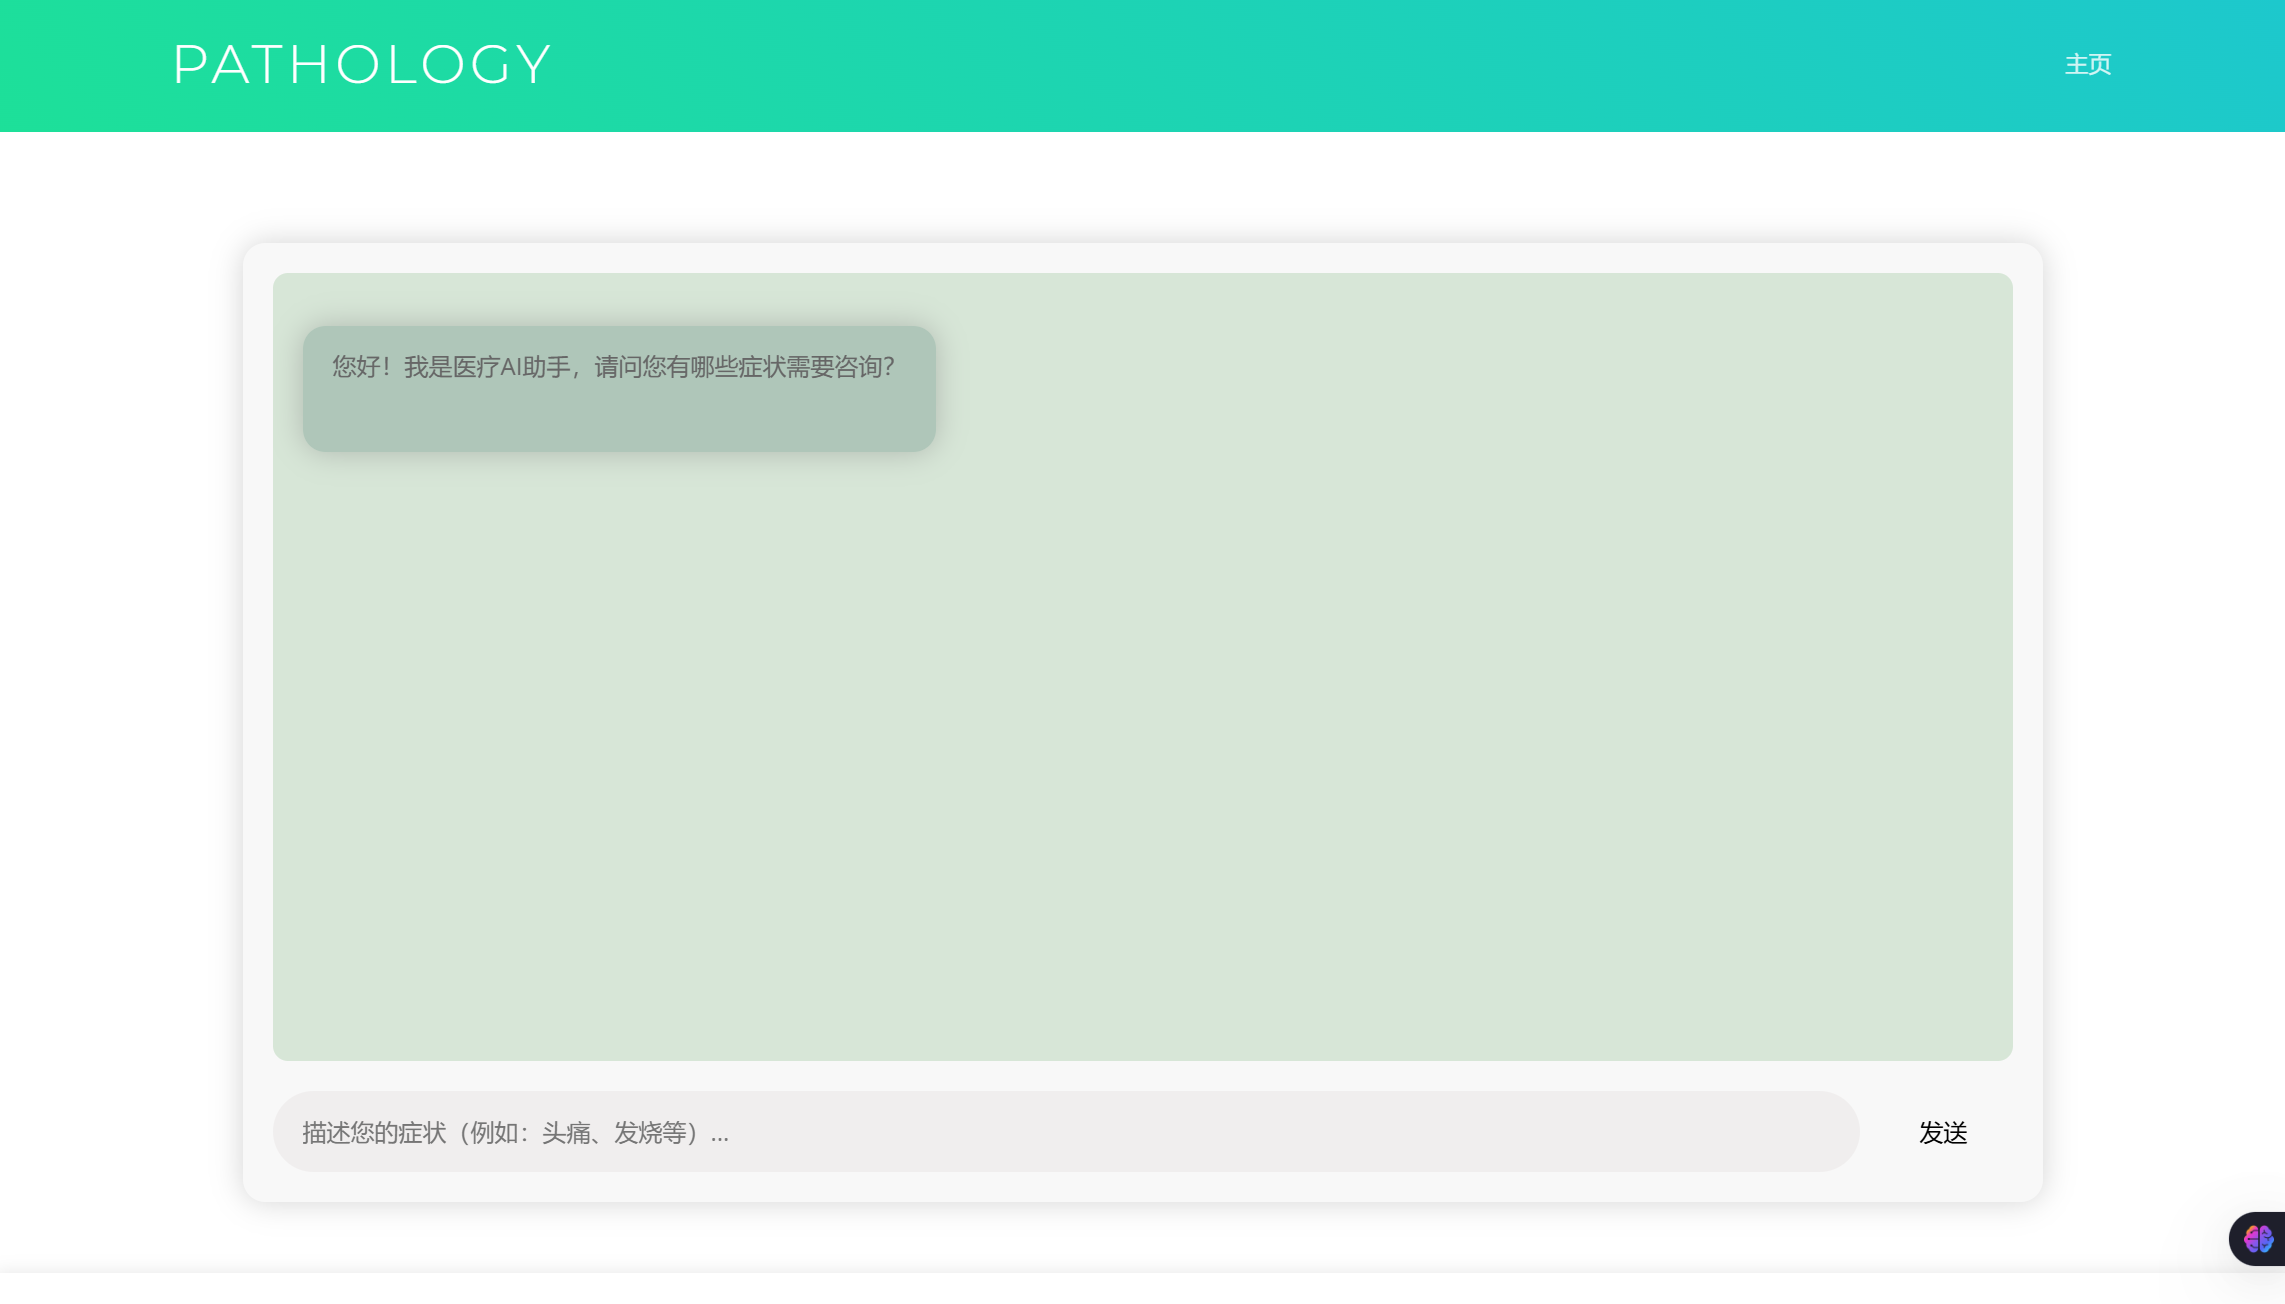 PATHOLOGY
主页
您好！我是医疗AI助手，请问您有哪些症状需要咨询？
描述您的症状（例如：头痛、发烧等）...
发送